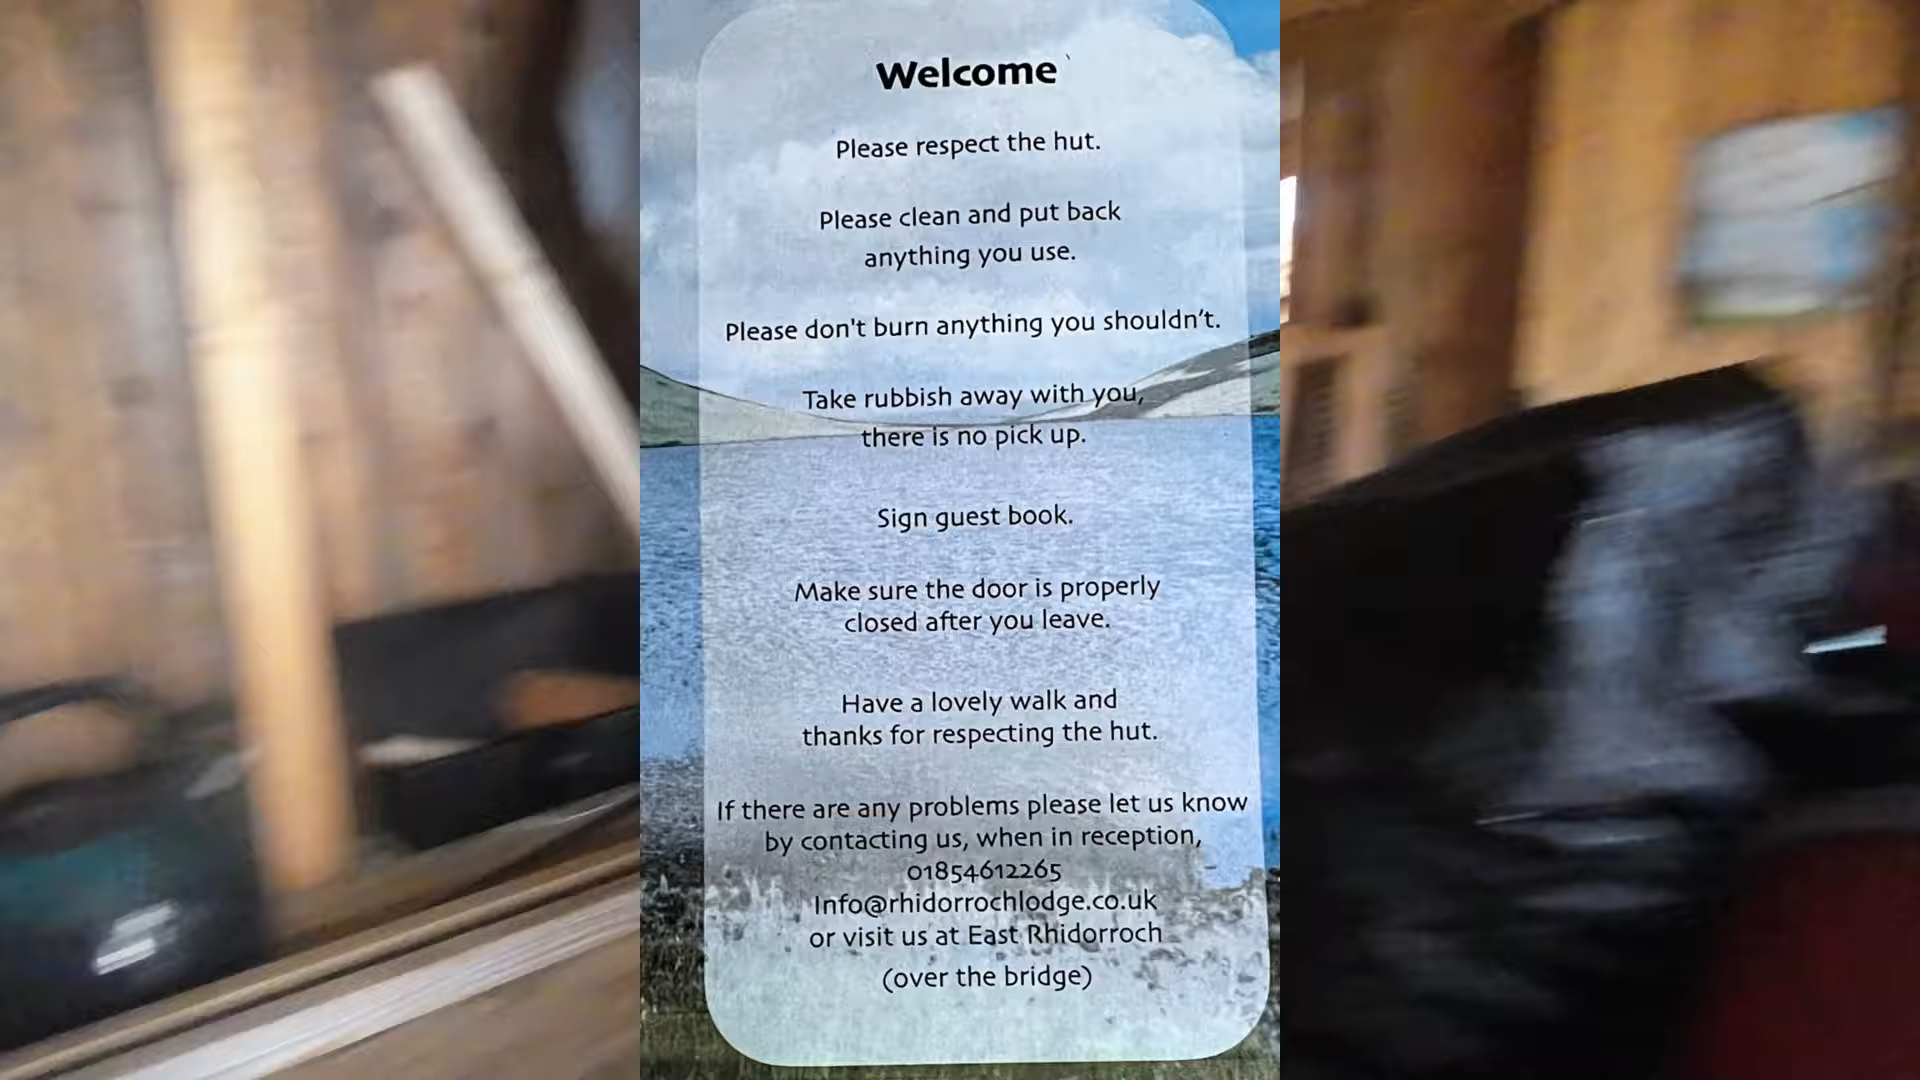 Welcome
Please respect the hut.
Please clean and put back
anything you use.
Please don't burn anything you shouldn't.
Take rubbish away with you,
there is no pick up.
Sign guest book.
Make sure the door is properly
closed after you leave.
Have a lovely walk and
thanks for respecting the hut.
If there are any problems please let us know
by contacting us, when in reception,
01854612265
Info@rhidorrochlodge.co.uk
or visit us at East Rhidorroch
(over the bridge)